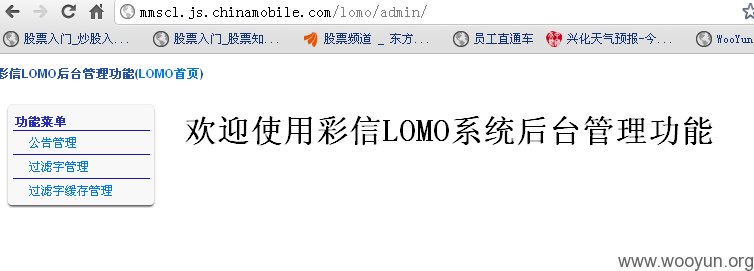 mmscl.js.chinamobile.com/lomo/admin/
股票入门_炒股入... 股票入门_股票知... 股票频道 _ 东方... 员工直通车 兴化天气预报-今... WooYun
彩信LOMO后台管理功能(LOMO首页)
功能菜单
公告管理
过滤字管理
过滤字缓存管理
欢迎使用彩信LOMO系统后台管理功能
www.wooyun.org